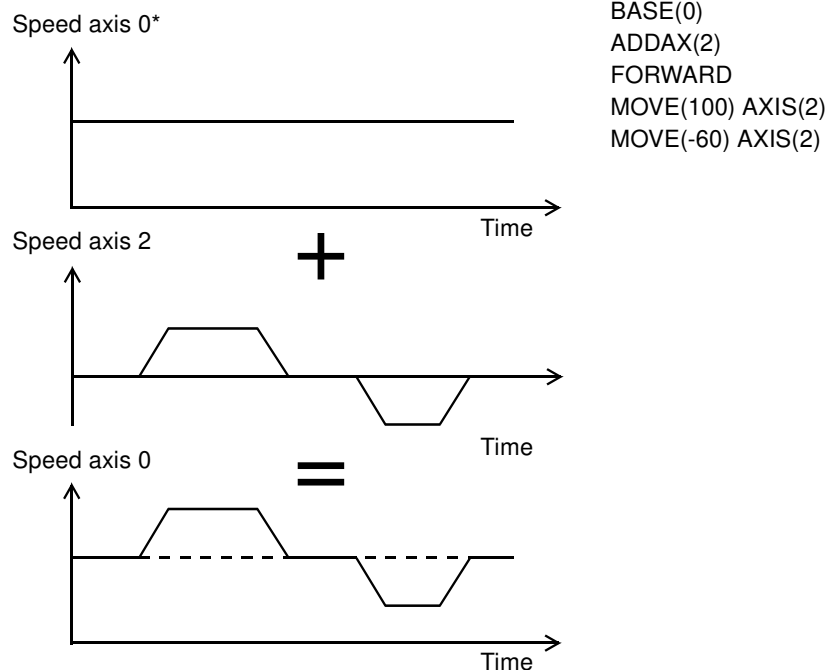 Speed axis 0*
BASE(0)
ADDAX(2)
FORWARD
MOVE(100) AXIS(2)
MOVE(-60) AXIS(2)
Time
Speed axis 2
+
Time
Speed axis 0
=
Time